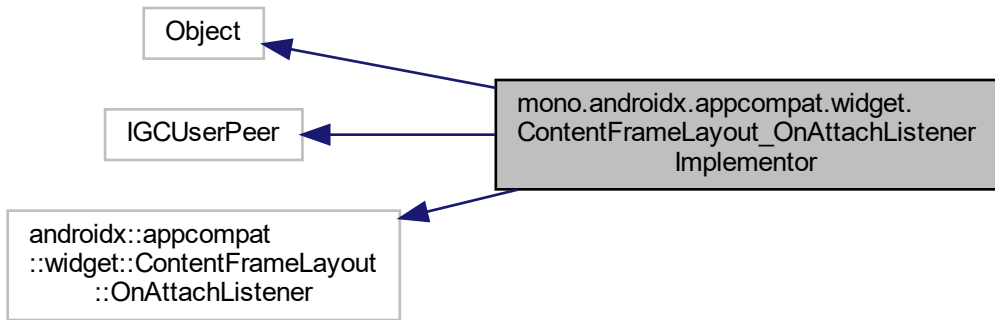 Object
mono.androidx.appcompat.widget.
ContentFrameLayout_OnAttachListener
Implementor
IGCUserPeer
androidx::appcompat
::widget::ContentFrameLayout
::OnAttachListener